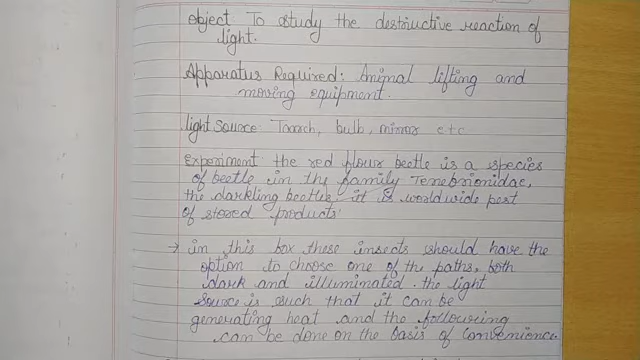 object To study the destructive reaction of
light.
Apparatus Required: Animal lifting and
moving equipment.
light Source Toarch, bulb, mirror etc
Experiment the red flour beetle is a species
of beetle in the family Tenebrionidae,
the darkling beetles it is worldwide pest
of stored products
→ in this box these insects should have the
option to choose one of the paths, both
dark and illuminated. the light
source is such that it can be
generating heat and the following
can be done on the basis of convenience.